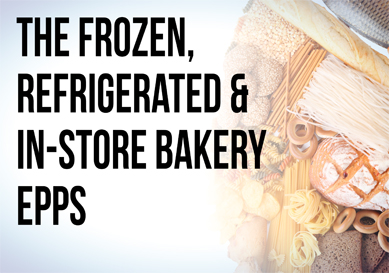 THE FROZEN,
REFRIGERATED &
IN-STORE BAKERY
EPPS